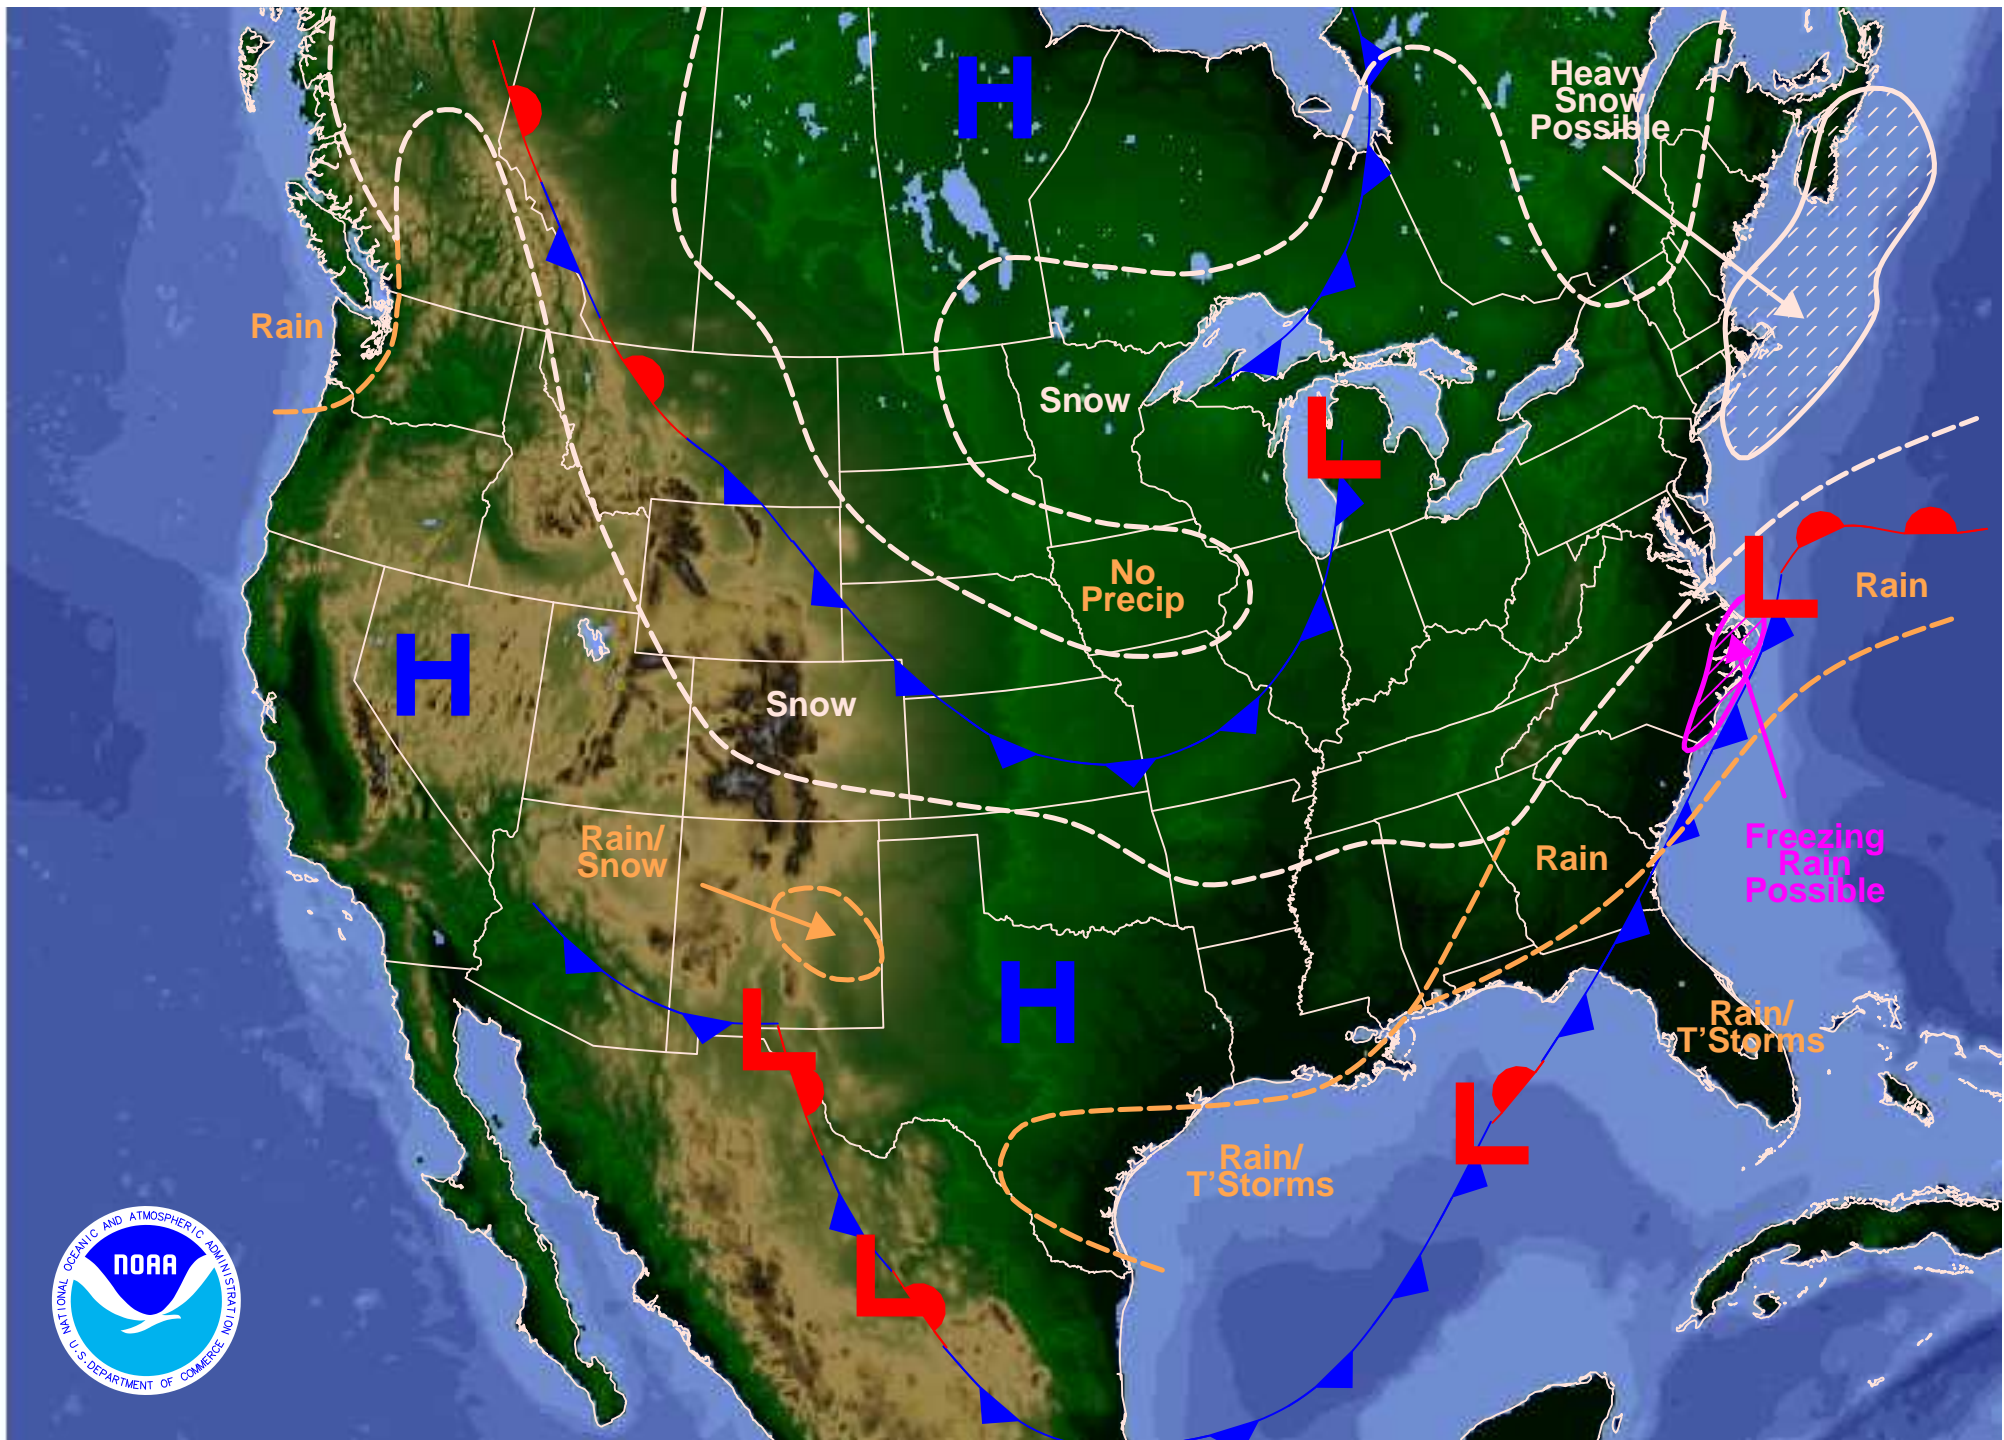 H
Heavy
Snow
Possible
Rain
Snow
L
No
Precip
L
Rain
H
Snow
Rain/
Snow
Rain
Freezing
Rain
Possible
H
L
Rain/
T'Storms
L
Rain/
T'Storms
L
NATIONAL OCEANIC AND ATMOSPHERIC ADMINISTRATION
NOAA
U.S. DEPARTMENT OF COMMERCE